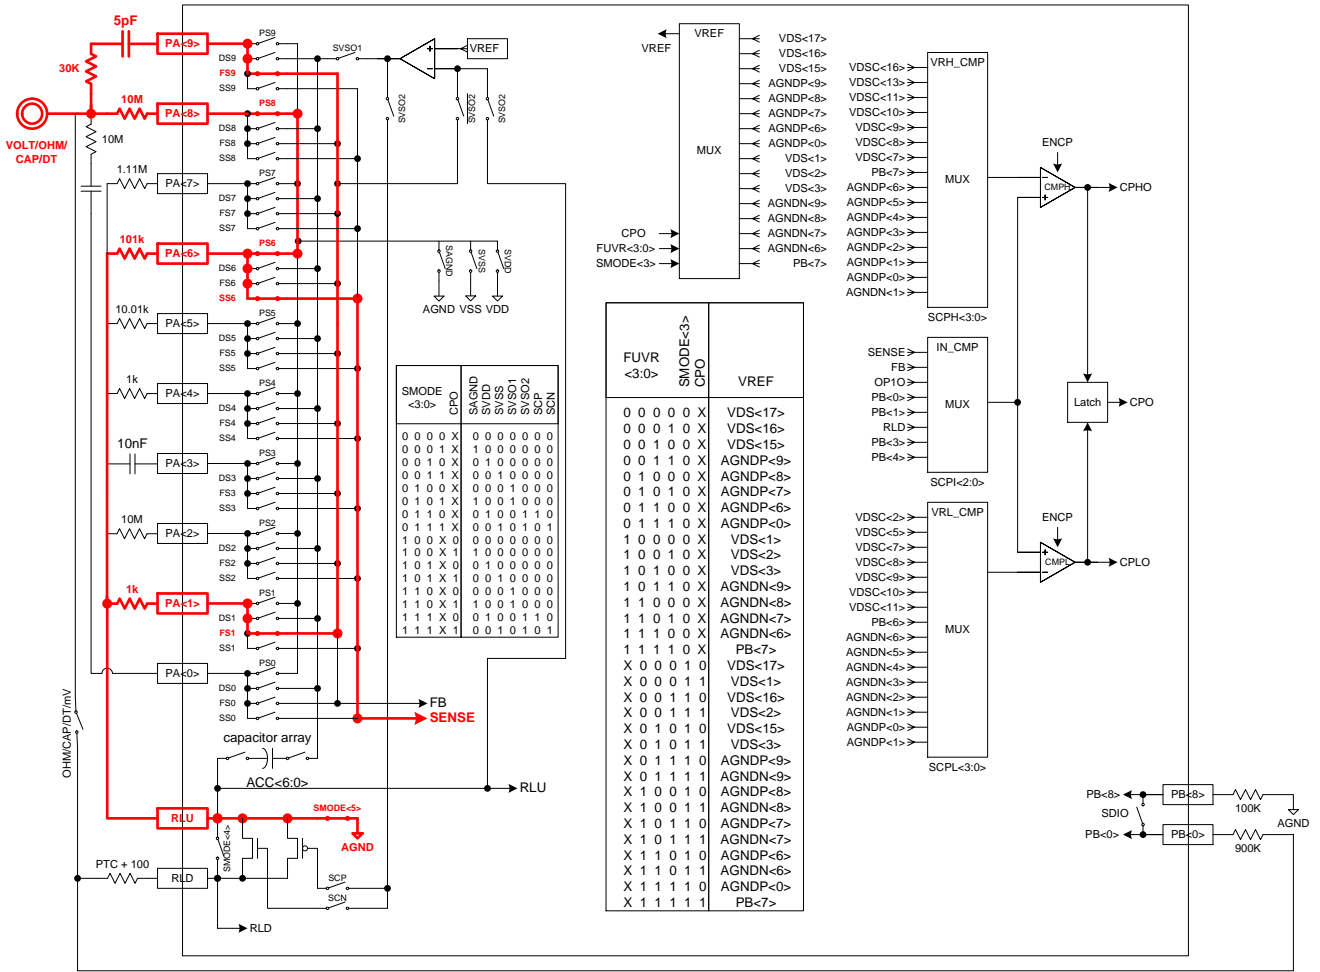 5pF
30K
VOLT/OHM/
CAP/DT
10M
10M
1.11M
101k
10.01k
1k
10nF
10M
1k
PTC + 100
OHM/CAP/DT/mV
PA<9>
PA<8>
PA<7>
PA<6>
PA<5>
PA<4>
PA<3>
PA<2>
PA<1>
PA<0>
RLU
RLD
PS9
DS9
FS9
SS9
PS8
DS8
FS8
SS8
PS7
DS7
FS7
SS7
PS6
DS6
FS6
SS6
PS5
DS5
FS5
SS5
PS4
DS4
FS4
SS4
PS3
DS3
FS3
SS3
PS2
DS2
FS2
SS2
PS1
DS1
FS1
SS1
PS0
DS0
FS0
SS0
SVSO1
VREF
SVSO2
SVSO2
SVSO2
SAGND
SVSS
SVDD
AGND VSS VDD
FB
SENSE
capacitor array
ACC<6:0>
RLU
SMODE<5>
AGND
SMODE<4>
SCP
SCN
RLD
SMODE <3:0> CPO SAGND SVDD SVSS SVSO1 SVSO2 SCP SCN
0 0 0 0 X 0 0 0 0 0 0 0
0 0 0 1 X 1 0 0 0 0 0 0
0 0 1 0 X 0 1 0 0 0 0 0
0 0 1 1 X 0 0 1 0 0 0 0
0 1 0 0 X 0 0 0 1 0 0 0
0 1 0 1 X 1 0 0 0 1 0 0
0 1 1 0 X 0 1 0 0 1 1 0
0 1 1 1 X 0 0 1 0 1 0 1
1 0 0 X 0 0 0 0 0 0 0 0
1 0 0 X 1 1 0 0 0 0 0 0
1 0 1 X 0 0 1 0 0 0 0 0
1 0 1 X 1 0 0 1 0 0 0 0
1 1 0 X 0 0 0 0 1 0 0 0
1 1 0 X 1 1 0 0 1 0 0 0
1 1 1 X 0 0 1 0 0 1 1 0
1 1 1 X 1 0 0 1 0 1 0 1
VREF
VREF
MUX
VDS<17>
VDS<16>
VDS<15>
AGNDP<9>
AGNDP<8>
AGNDP<7>
AGNDP<6>
AGNDP<0>
VDS<1>
VDS<2>
VDS<3>
AGNDN<9>
AGNDN<8>
AGNDN<7>
AGNDN<6>
PB<7>
CPO
FUVR<3:0>
SMODE<3>
FUVR <3:0> SMODE<3> CPO VREF
0 0 0 0 0 X VDS<17>
0 0 0 1 0 X VDS<16>
0 0 1 0 0 X VDS<15>
0 0 1 1 0 X AGNDP<9>
0 1 0 0 0 X AGNDP<8>
0 1 0 1 0 X AGNDP<7>
0 1 1 0 0 X AGNDP<6>
0 1 1 1 0 X AGNDP<0>
1 0 0 0 0 X VDS<1>
1 0 0 1 0 X VDS<2>
1 0 1 0 0 X VDS<3>
1 0 1 1 0 X AGNDN<9>
1 1 0 0 0 X AGNDN<8>
1 1 0 1 0 X AGNDN<7>
1 1 1 0 0 X AGNDN<6>
1 1 1 1 0 X PB<7>
X 0 0 0 1 0 VDS<17>
X 0 0 0 1 1 VDS<1>
X 0 0 1 1 0 VDS<16>
X 0 0 1 1 1 VDS<2>
X 0 1 0 1 0 VDS<15>
X 0 1 0 1 1 VDS<3>
X 0 1 1 1 0 AGNDP<9>
X 0 1 1 1 1 AGNDN<9>
X 1 0 0 1 0 AGNDP<8>
X 1 0 0 1 1 AGNDN<8>
X 1 0 1 1 0 AGNDP<7>
X 1 0 1 1 1 AGNDN<7>
X 1 1 0 1 0 AGNDP<6>
X 1 1 0 1 1 AGNDN<6>
X 1 1 1 1 0 AGNDP<0>
X 1 1 1 1 1 PB<7>
VRH_CMP
MUX
VDSC<16>
VDSC<13>
VDSC<11>
VDSC<10>
VDSC<9>
VDSC<8>
VDSC<7>
PB<7>
AGNDP<6>
AGNDP<5>
AGNDP<4>
AGNDP<3>
AGNDP<2>
AGNDP<1>
AGNDP<0>
AGNDN<1>
SCPH<3:0>
IN_CMP
MUX
SENSE
FB
OP1O
PB<0>
PB<1>
RLD
PB<3>
PB<4>
SCPI<2:0>
VRL_CMP
MUX
VDSC<2>
VDSC<5>
VDSC<7>
VDSC<8>
VDSC<9>
VDSC<10>
VDSC<11>
PB<6>
AGNDN<6>
AGNDN<5>
AGNDN<4>
AGNDN<3>
AGNDN<2>
AGNDN<1>
AGNDP<0>
AGNDP<1>
SCPL<3:0>
ENCP
CMPH
CPHO
Latch
CPO
ENCP
CMPL
CPLO
PB<8>
PB<8>
100K
AGND
SDIO
PB<0>
PB<0>
900K